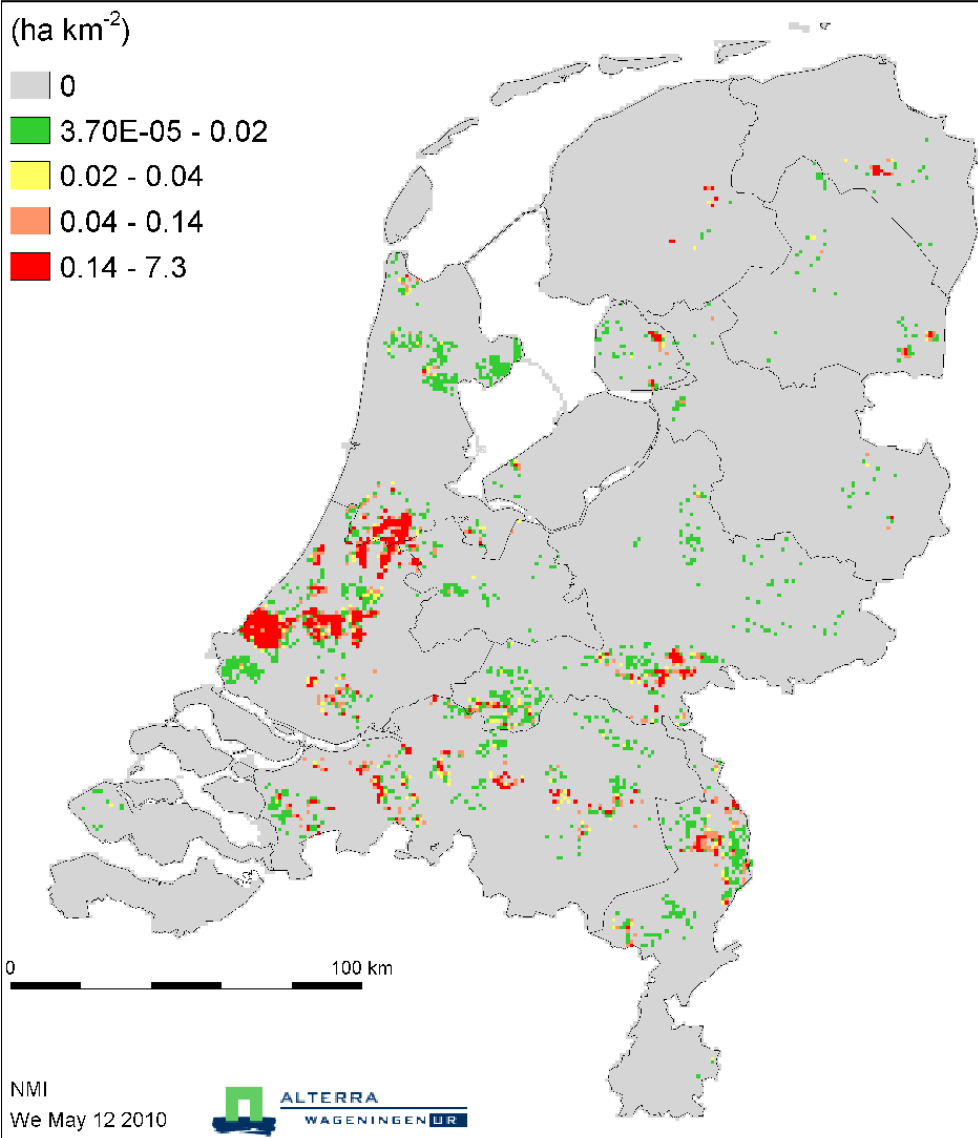 (ha km-2)
0
3.70E-05 - 0.02
0.02 - 0.04
0.04 - 0.14
0.14 - 7.3
0 100 km
NMI
We May 12 2010
ALTERRA
WAGENINGEN UR